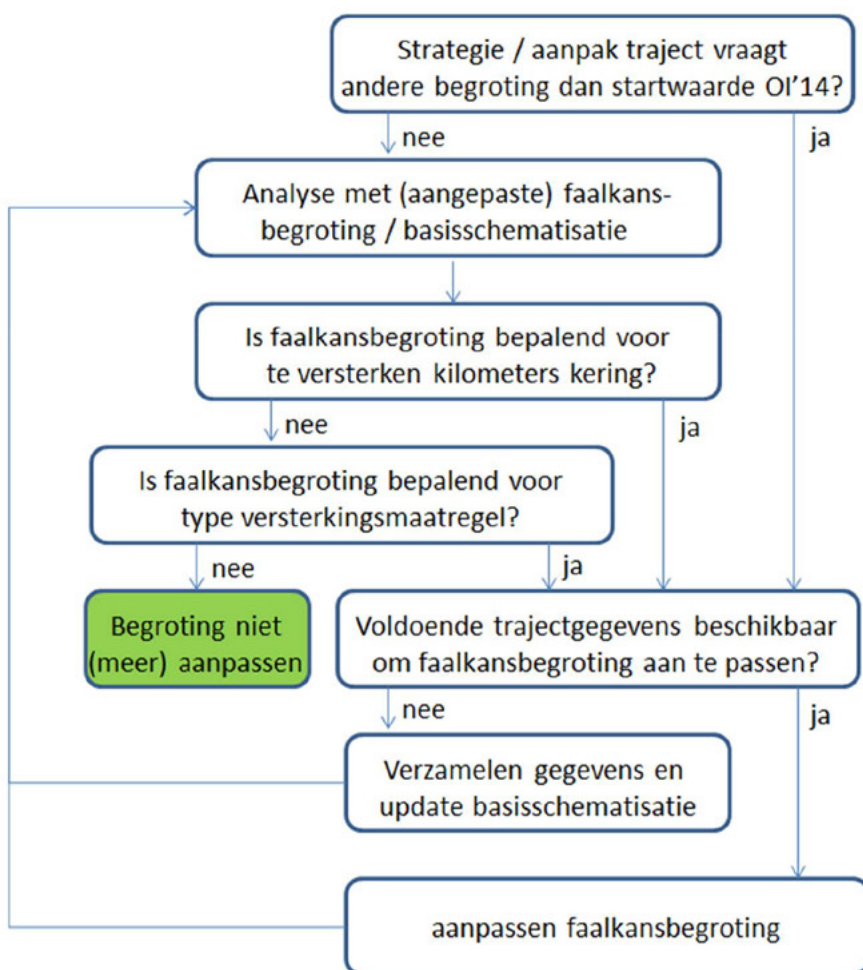 Strategie / aanpak traject vraagt
andere begroting dan startwaarde OI'14?
nee
ja
Analyse met (aangepaste) faalkans-
begroting / basisschematisatie
Is faalkansbegroting bepalend voor
te versterken kilometers kering?
nee
ja
Is faalkansbegroting bepalend voor
type versterkingsmaatregel?
nee
ja
Begroting niet
(meer) aanpassen
Voldoende trajectgegevens beschikbaar
om faalkansbegroting aan te passen?
nee
ja
Verzamelen gegevens en
update basisschematisatie
aanpassen faalkansbegroting